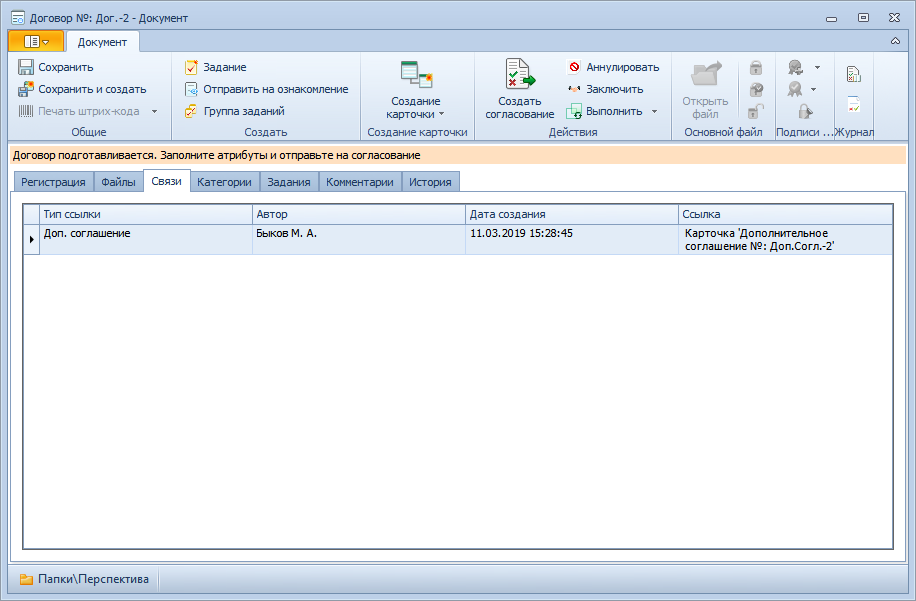 Договор №: Дог.-2 - Документ
Документ
Сохранить
Сохранить и создать
Печать штрих-кода
Общие
Задание
Отправить на ознакомление
Группа заданий
Создать
Создание
карточки
Создание карточки
Создать
согласование
Аннулировать
Заключить
Выполнить
Действия
Открыть
файл
Основной файл
Подписи ...
Журнал
Договор подготавливается. Заполните атрибуты и отправьте на согласование
Регистрация Файлы Связи Категории Задания Комментарии История
Тип ссылки Автор Дата создания Ссылка
Доп. соглашение Быков М. А. 11.03.2019 15:28:45 Карточка 'Дополнительное
соглашение №: Доп.Согл.-2'
Папки\Перспектива